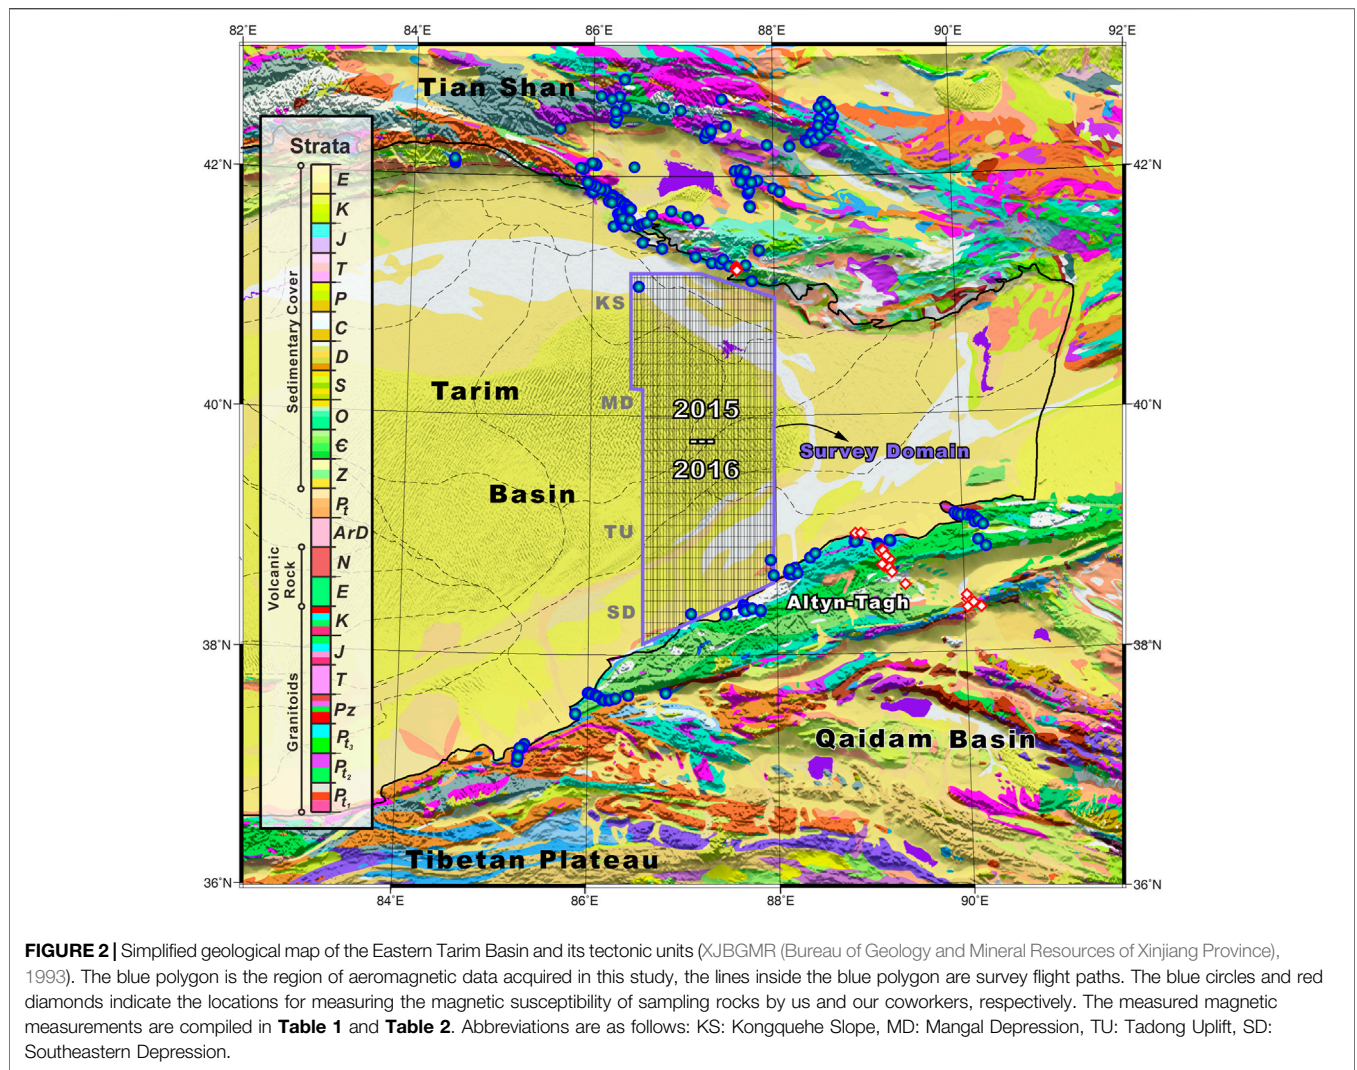 82°E 84°E 86°E 88°E 90°E 92°E
Tian Shan
Strata
42°N
42°N
E
K
J
T
P
C
D
S
O
Є
Z
Pt
ArD
N
E
K
J
T
Pz
Pt3
Pt2
Pt1
Sedimentary Cover
Volcanic
Rock
Granitoids
KS
Tarim
40°N
MD
2015
---
2016
40°N
Survey Domain
Basin
TU
SD
Altyn-Tagh
38°N
38°N
Qaidam Basin
Tibetan Plateau
36°N
36°N
84°E 86°E 88°E 90°E
FIGURE 2 | Simplified geological map of the Eastern Tarim Basin and its tectonic units (XJBGMR (Bureau of Geology and Mineral Resources of Xinjiang Province),
1993). The blue polygon is the region of aeromagnetic data acquired in this study, the lines inside the blue polygon are survey flight paths. The blue circles and red
diamonds indicate the locations for measuring the magnetic susceptibility of sampling rocks by us and our coworkers, respectively. The measured magnetic
measurements are compiled in Table 1 and Table 2. Abbreviations are as follows: KS: Kongquehe Slope, MD: Mangal Depression, TU: Tadong Uplift, SD:
Southeastern Depression.